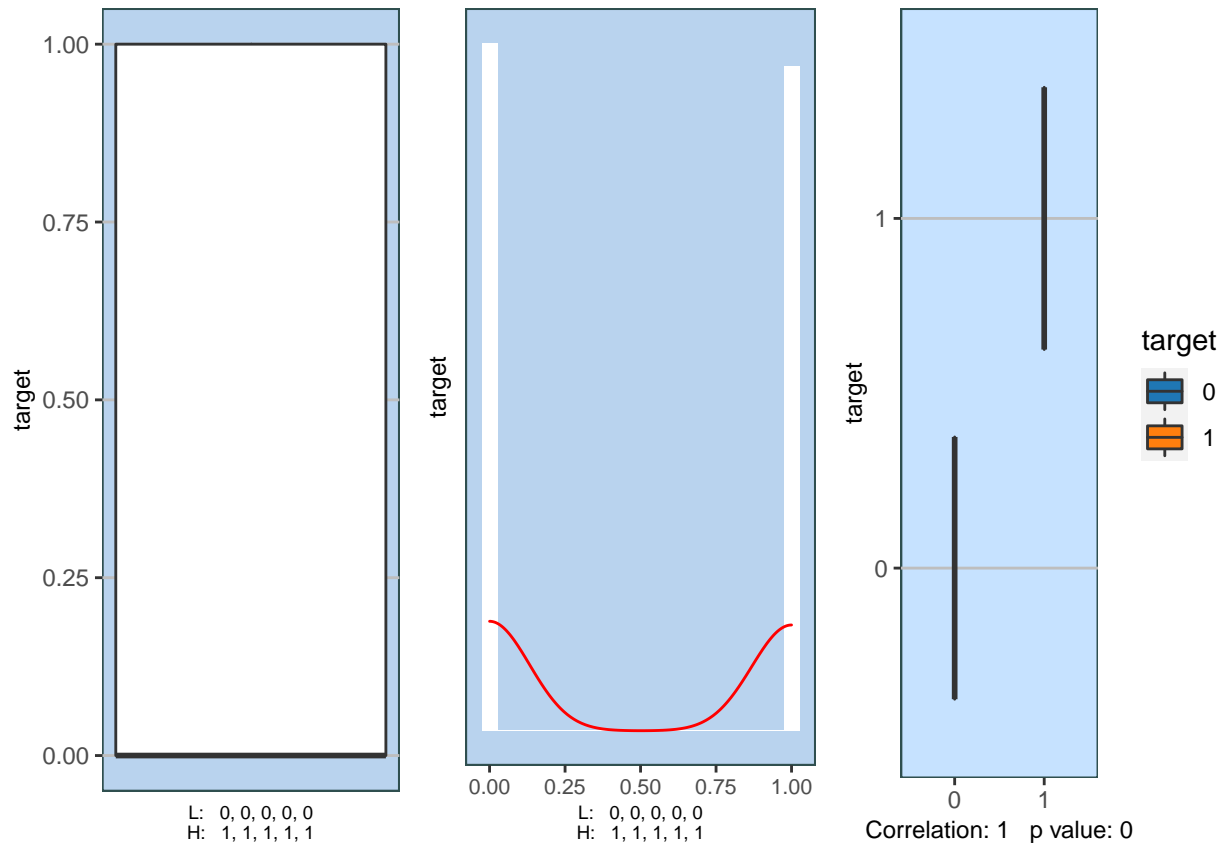 target
1.00
0.75
0.50
0.25
0.00
L: 0, 0, 0, 0, 0
H: 1, 1, 1, 1, 1
target
0.00 0.25 0.50 0.75 1.00
L: 0, 0, 0, 0, 0
H: 1, 1, 1, 1, 1
target
1
0
0 1
Correlation: 1 p value: 0
target
0
1